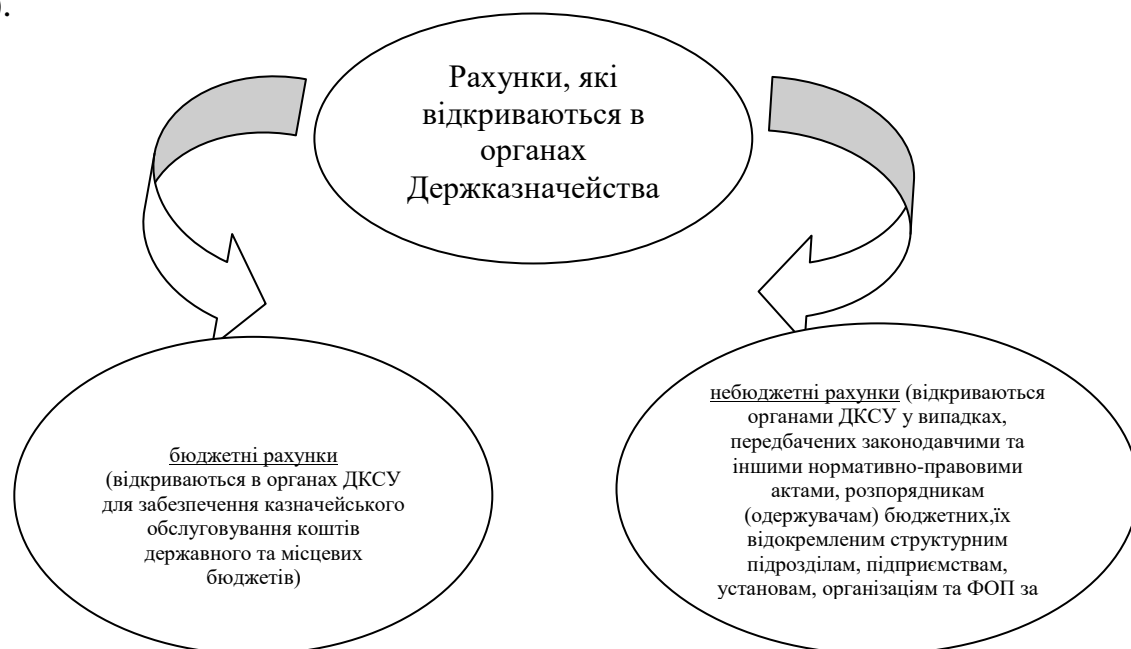 ).
Рахунки, які
відкриваються в
органах
Держказначейства
бюджетні рахунки
(відкриваються в органах ДКСУ
для забезпечення казначейського
обслуговування коштів
державного та місцевих
бюджетів)
небюджетні рахунки (відкриваються
органами ДКСУ у випадках,
передбачених законодавчими та
іншими нормативно-правовими
актами, розпорядникам
(одержувачам) бюджетних,їх
відокремленим структурним
підрозділам, підприємствам,
установам, організаціям та ФОП за